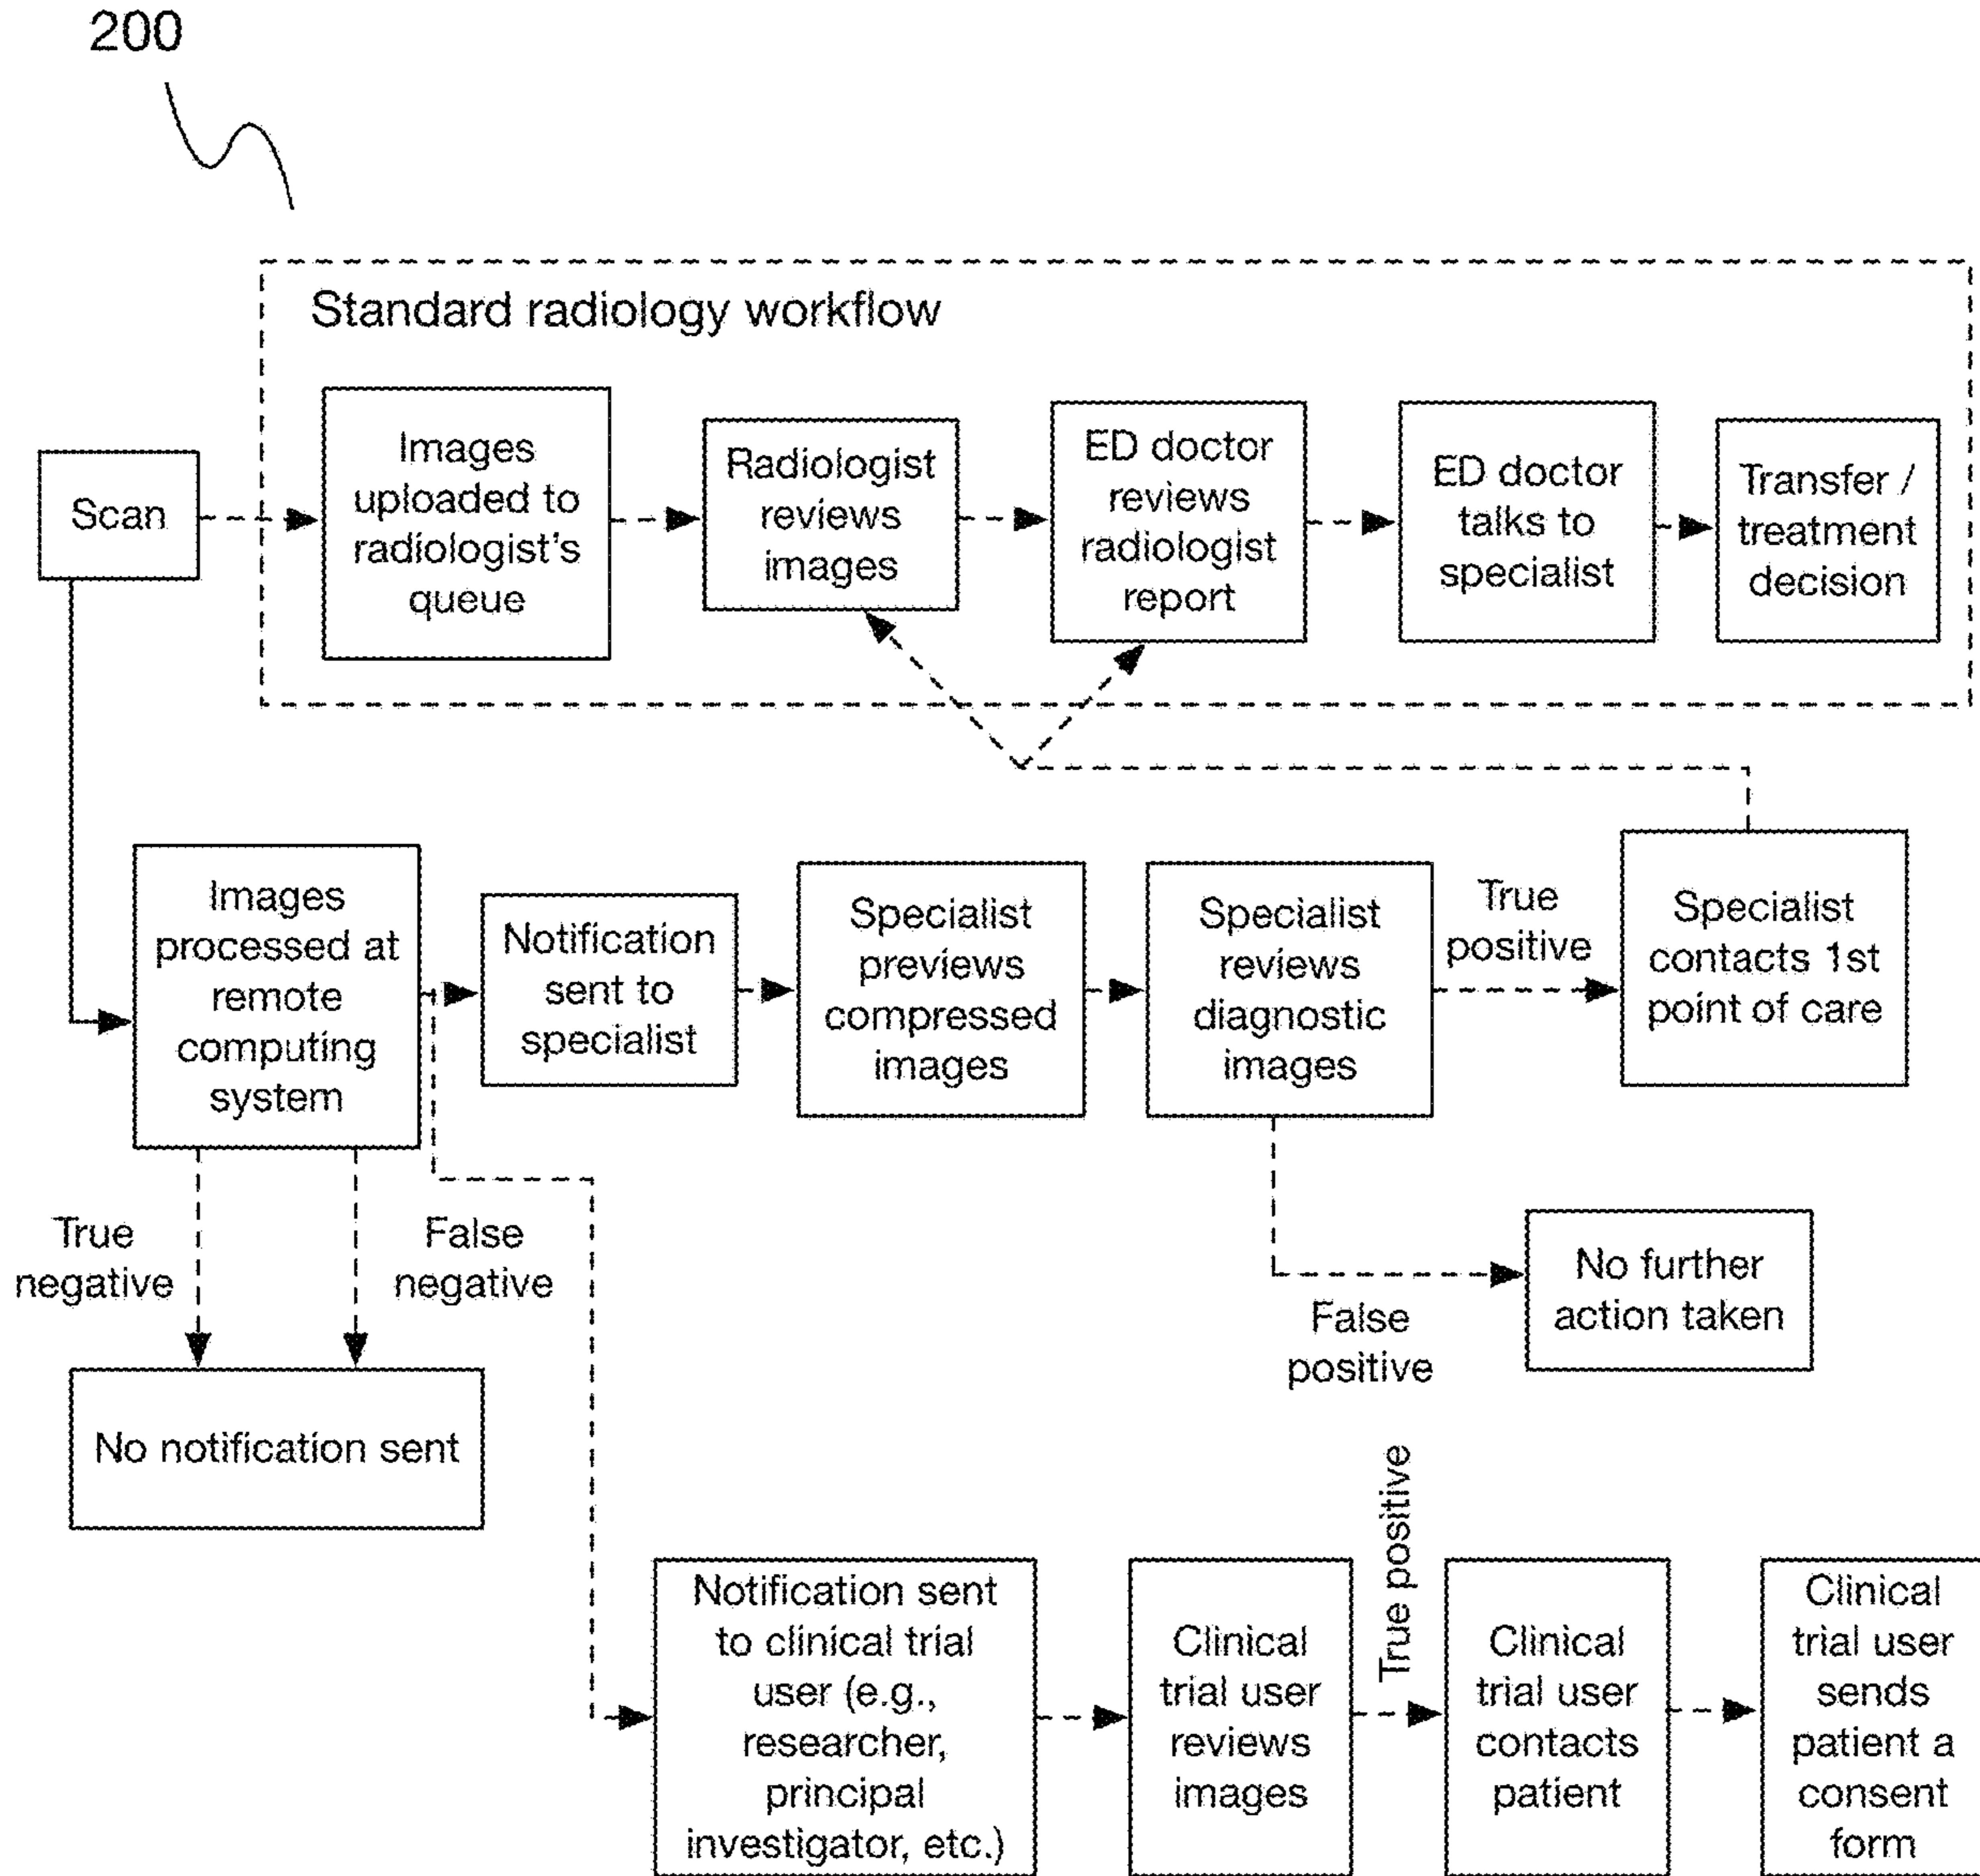 200
Standard radiology workflow
Scan
Images
uploaded to
radiologist's
queue
Radiologist
reviews
images
ED doctor
reviews
radiologist
report
ED doctor
talks to
specialist
Transfer /
treatment
decision
Images
processed at
remote
computing
system
Notification
sent to
specialist
Specialist
previews
compressed
images
Specialist
reviews
diagnostic
images
True
positive
Specialist
contacts 1st
point of care
True
negative
False
negative
No notification sent
False
positive
No further
action taken
Notification sent
to clinical trial
user (e.g.,
researcher,
principal
investigator, etc.)
Clinical
trial user
reviews
images
True positive
Clinical
trial user
contacts
patient
Clinical
trial user
sends
patient a
consent
form